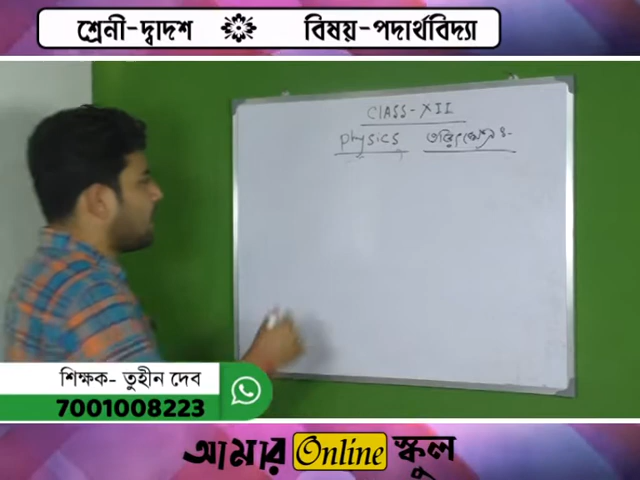 শ্রেনী-দ্বাদশ বিষয়-পদার্থবিদ্যা
CLASS-XII
Physics তড়িৎক্ষেত্র ঃ-
শিক্ষক- তুহীন দেব
7001008223
আমার Online স্কুল